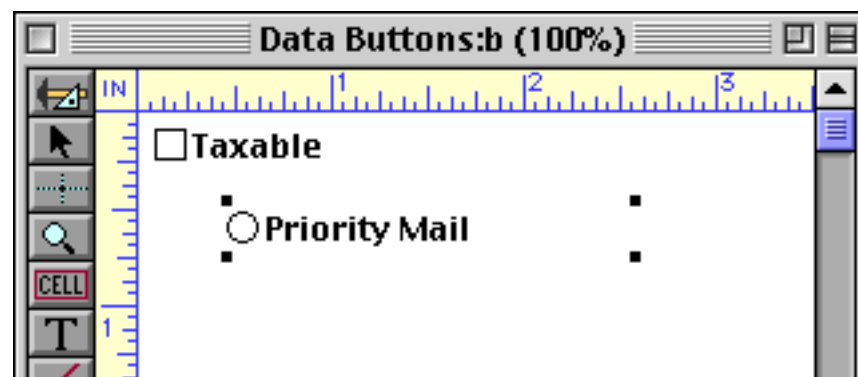 Data Buttons:b (100%)
IN 1 2 3
Taxable
Priority Mail
CELL
T 1